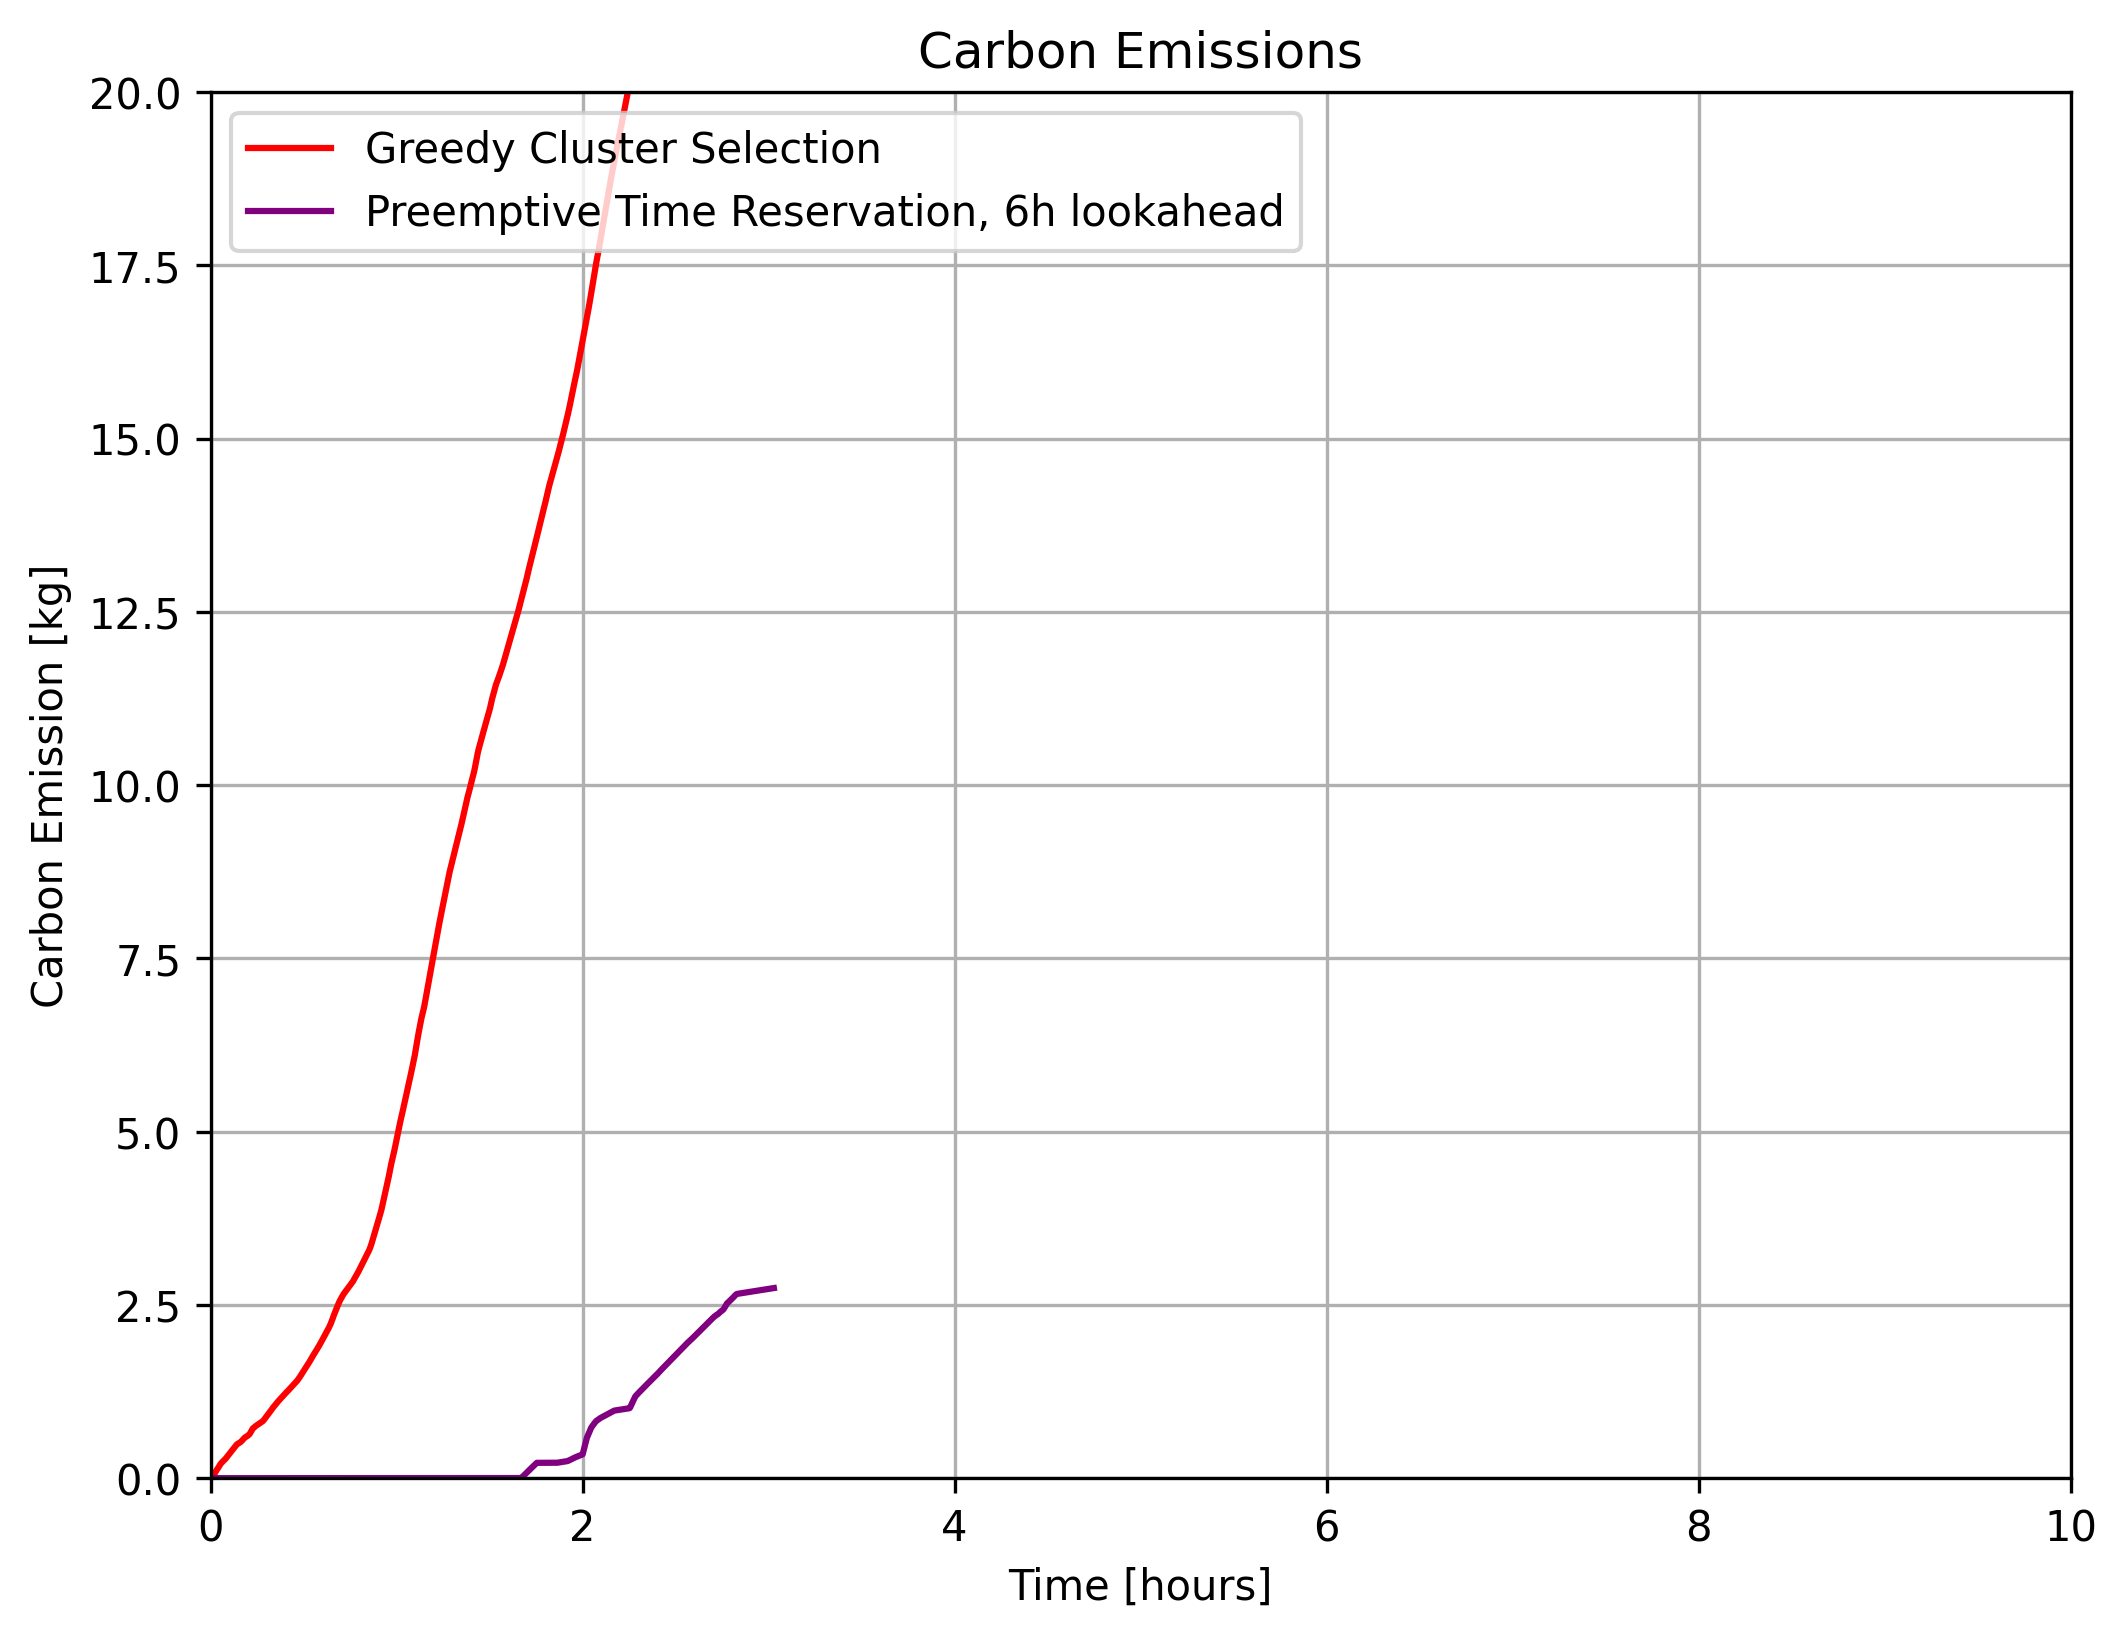 Carbon Emissions
20.0
17.5
15.0
12.5
10.0
7.5
5.0
2.5
0.0
Carbon Emission [kg]
Greedy Cluster Selection
Preemptive Time Reservation, 6h lookahead
0 2 4 6 8 10
Time [hours]